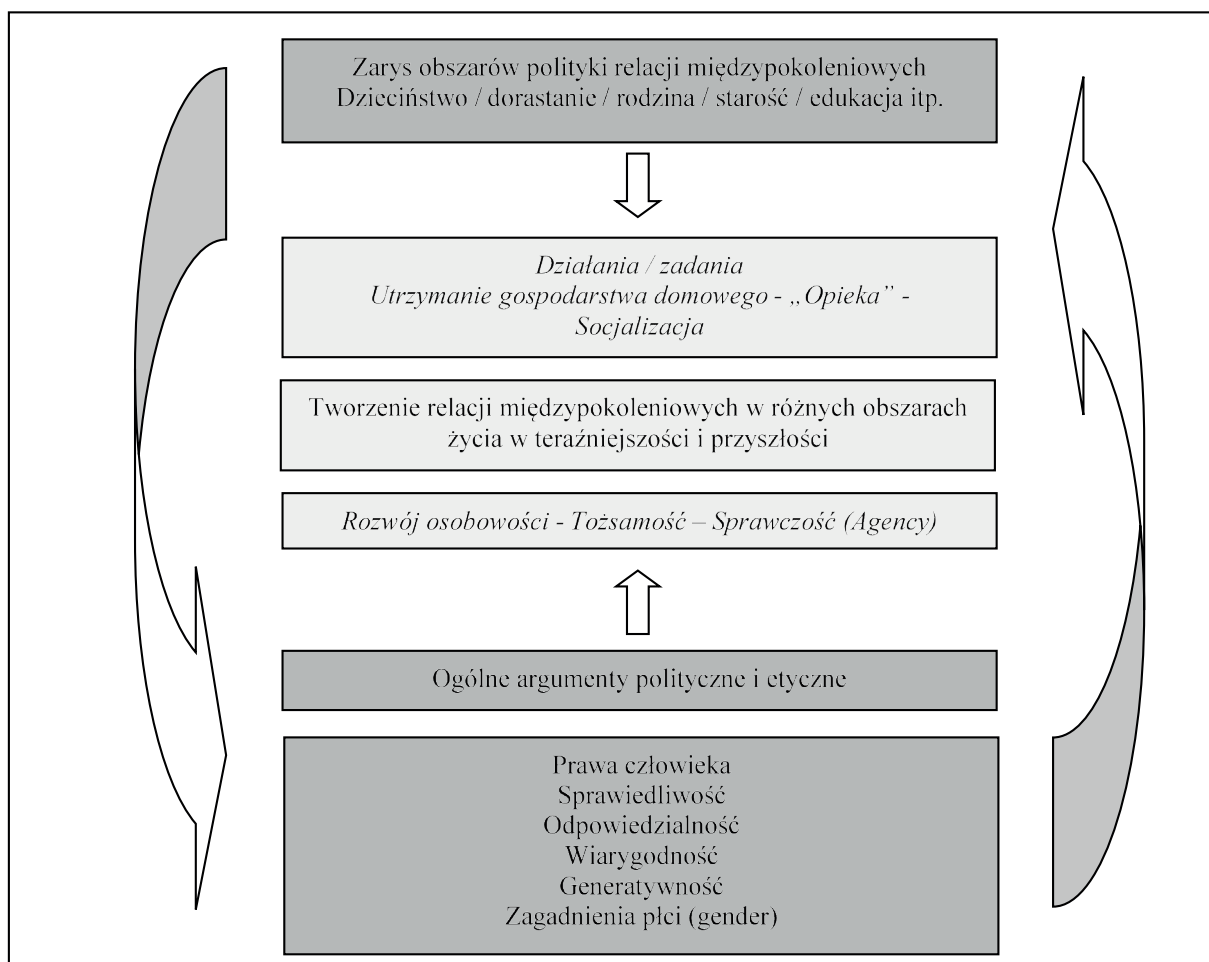 Zarys obszarów polityki relacji międzypokoleniowych
Dzieciństwo / dorastanie / rodzina / starość / edukacja itp.
Działania / zadania
Utrzymanie gospodarstwa domowego - „Opieka” -
Socjalizacja
Tworzenie relacji międzypokoleniowych w różnych obszarach
życia w teraźniejszości i przyszłości
Rozwój osobowości - Tożsamość – Sprawczość (Agency)
Ogólne argumenty polityczne i etyczne
Prawa człowieka
Sprawiedliwość
Odpowiedzialność
Wiarygodność
Generatywność
Zagadnienia płci (gender)